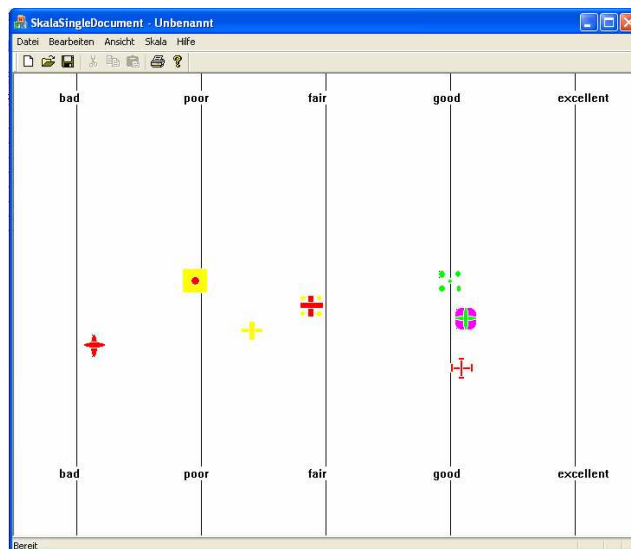 SkalaSingleDocument - Unbenannt
Datei Bearbeiten Ansicht Skala Hilfe
bad poor fair good excellent
bad poor fair good excellent
Bereit